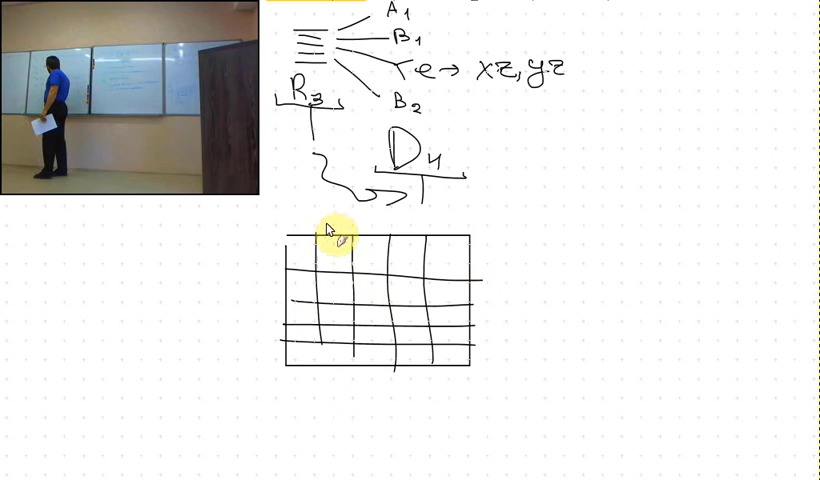 A1
B1
e → xz, yz
B2
R3
D4